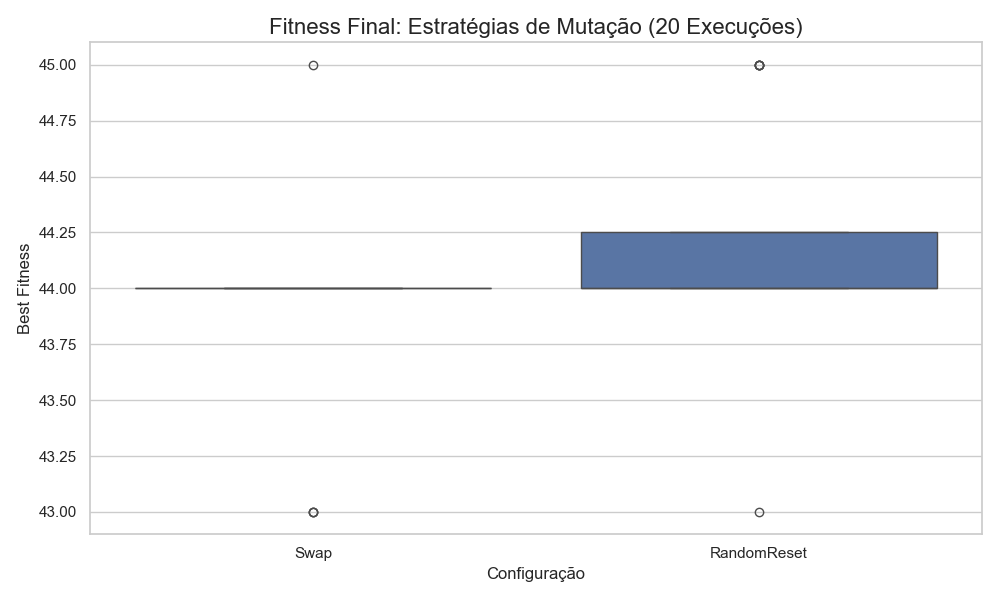 Fitness Final: Estratégias de Mutação (20 Execuções)
45.00
44.75
44.50
44.25
44.00
43.75
43.50
43.25
43.00
Best Fitness
Swap
RandomReset
Configuração